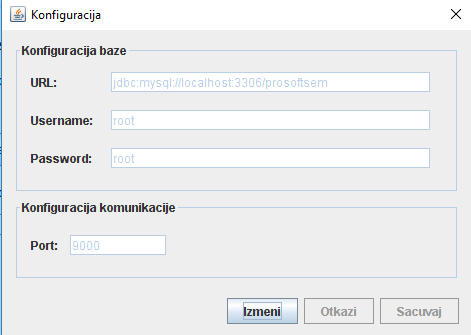 Konfiguracija
Konfiguracija baze
URL: jdbc:mysql://localhost:3306/prosoftsem
Username: root
Password: root
Konfiguracija komunikacije
Port: 9000
Izmeni Otkazi Sacuvaj